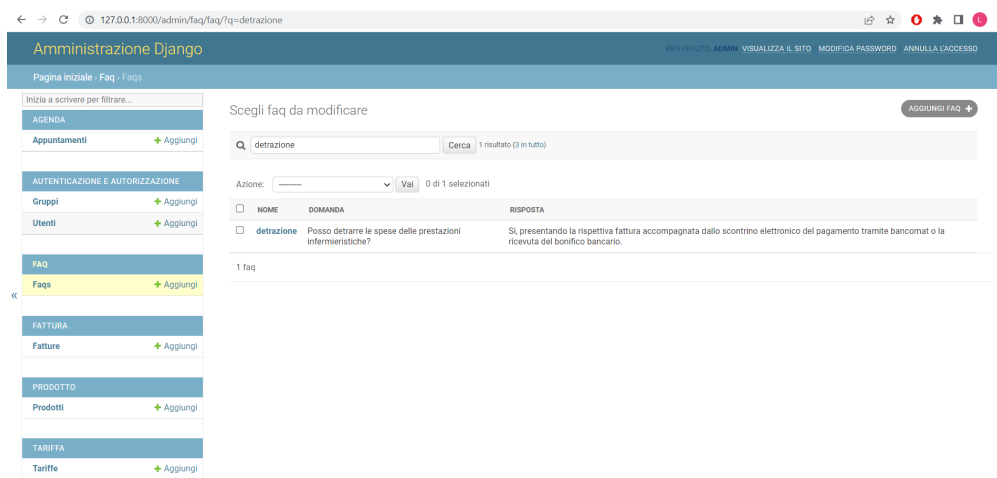 127.0.0.1:8000/admin/faq/faq/?q=detrazione
L
Amministrazione Django
BENVENUTO, ADMIN. VISUALIZZA IL SITO / MODIFICA PASSWORD / ANNULLA L'ACCESSO
Pagina iniziale › Faq › Faqs
Inizia a scrivere per filtrare...
AGENDA
Appuntamenti + Aggiungi
AUTENTICAZIONE E AUTORIZZAZIONE
Gruppi + Aggiungi
Utenti + Aggiungi
FAQ
Faqs + Aggiungi
«
FATTURA
Fatture + Aggiungi
PRODOTTO
Prodotti + Aggiungi
TARIFFA
Tariffe + Aggiungi
Scegli faq da modificare
AGGIUNGI FAQ +
detrazione Cerca 1 risultato (3 in tutto)
Azione: --------- Vai 0 di 1 selezionati
NOME DOMANDA RISPOSTA
detrazione Posso detrarre le spese delle prestazioni Sì, presentando la rispettiva fattura accompagnata dallo scontrino elettronico del pagamento tramite bancomat o la
infermieristiche? ricevuta del bonifico bancario.
1 faq